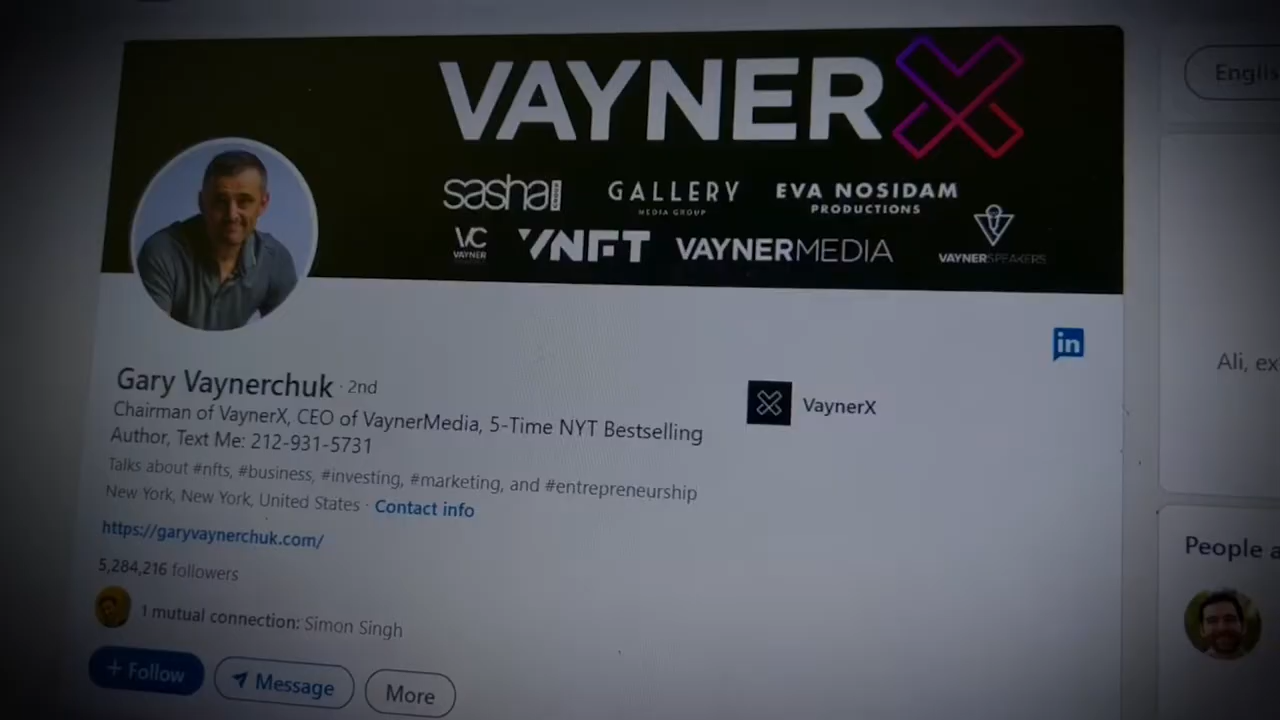 VAYNER
sasha GROUP
GALLERY
MEDIA GROUP
EVA NOSIDAM
PRODUCTIONS
VC
VAYNER
VNFT
VAYNERMEDIA
VAYNERSPEAKERS
in
Gary Vaynerchuk · 2nd
Chairman of VaynerX, CEO of VaynerMedia, 5-Time NYT Bestselling
Author, Text Me: 212-931-5731
VaynerX
Talks about #nfts, #business, #investing, #marketing, and #entrepreneurship
New York, New York, United States · Contact info
https://garyvaynerchuk.com/
5,284,216 followers
1 mutual connection: Simon Singh
+ Follow
Message
More
Ali, ex
People